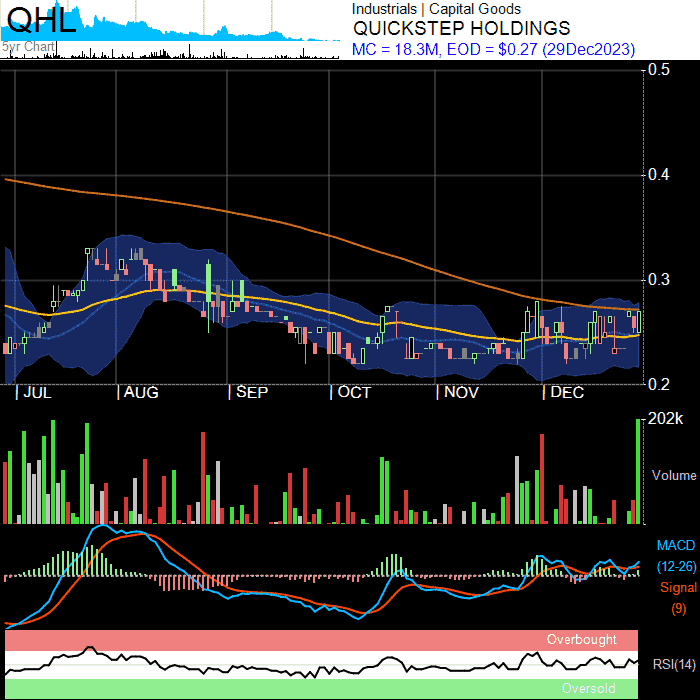 QHL
5yr Chart
Industrials | Capital Goods
QUICKSTEP HOLDINGS
MC = 18.3M, EOD = $0.27 (29Dec2023)
0.5
0.4
0.3
0.2
| JUL | AUG | SEP | OCT | NOV | DEC
202k
Volume
MACD
(12-26)
Signal
(9)
Overbought
RSI(14)
Oversold